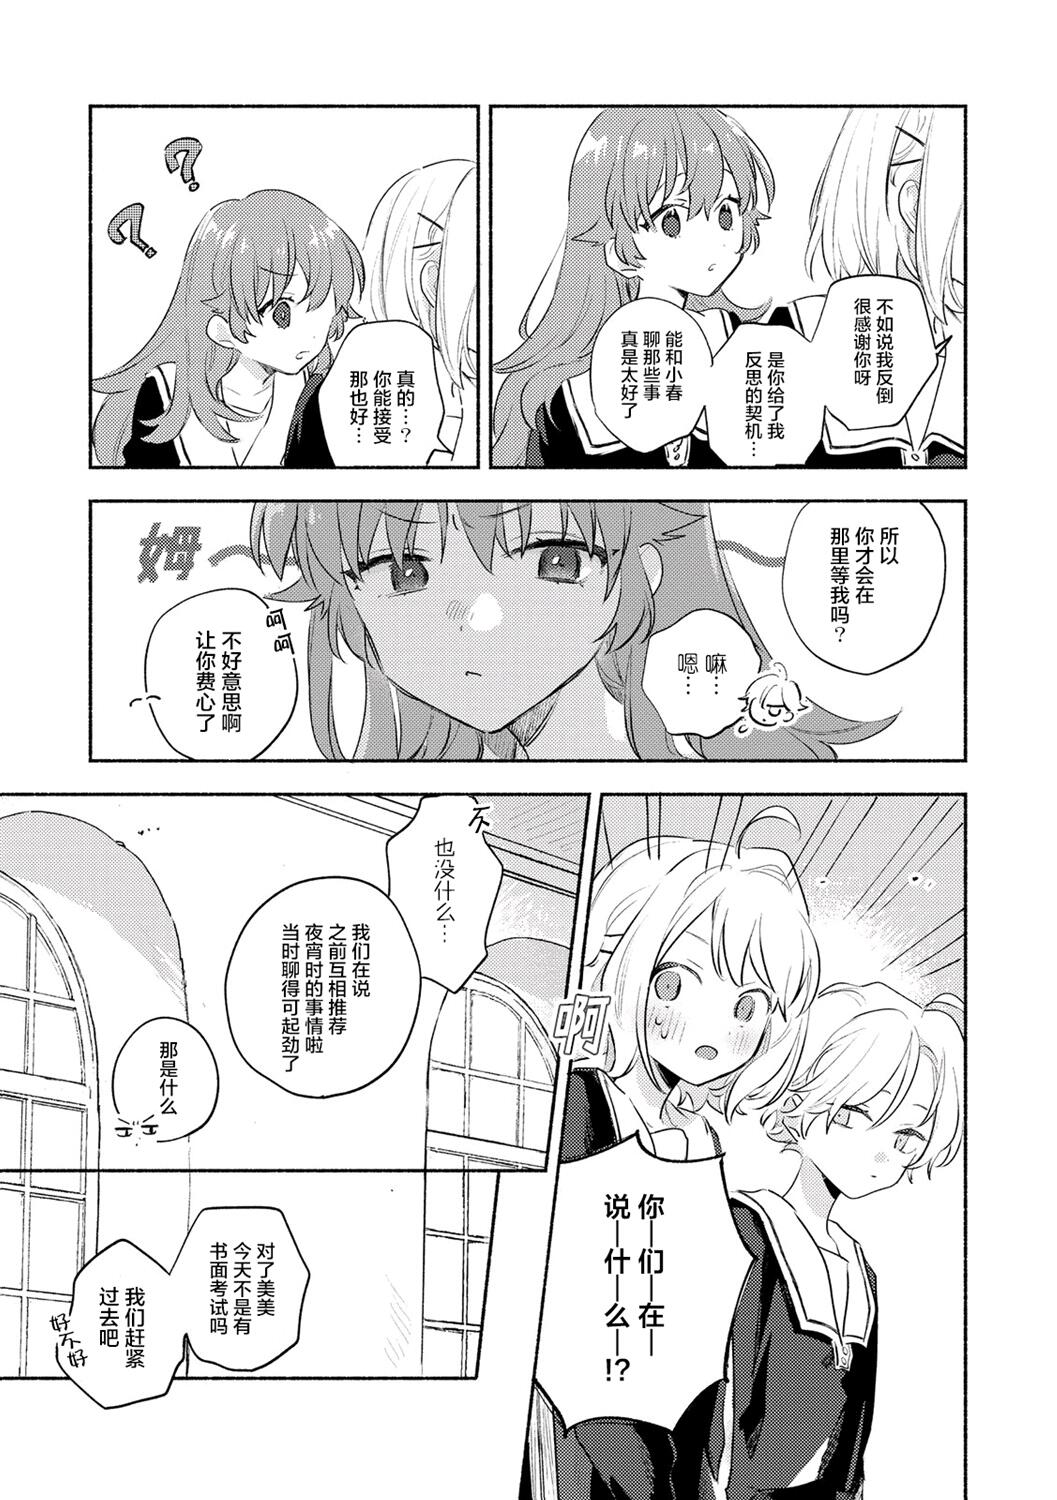 不如说我反倒
很感谢你呀
是你给了我
反思的契机…
能和小春
聊那些事
真是太好了
真的…?
你能接受
那也好…
所以
你才会在
那里等我吗?
嘛…
嗯…
姆~
呵呵
不好意思啊
让你费心了
啊
你们在
说什么!?
不
也没什么…
我们在说
之前互相推荐
夜宵时的事情啦
当时聊得可起劲了
那是什么
对了美美
今天不是有
书面考试吗
我们赶紧
过去吧
好不好